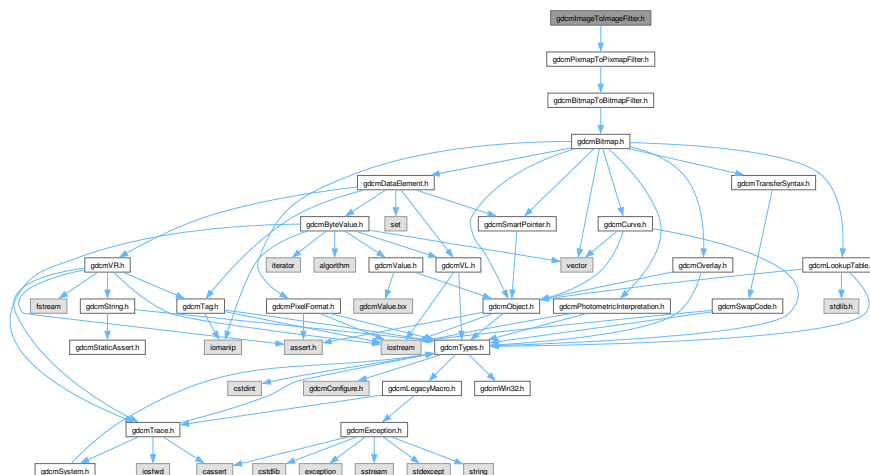 gdcmImageToImageFilter.h
gdcmPixmapToPixmapFilter.h
gdcmBitmapToBitmapFilter.h
gdcmBitmap.h
gdcmDataElement.h
gdcmTransferSyntax.h
gdcmByteValue.h
set
gdcmSmartPointer.h
gdcmCurve.h
gdcmVR.h
iterator
algorithm
gdcmValue.h
gdcmVL.h
vector
gdcmOverlay.h
gdcmLookupTable.
fstream
gdcmString.h
gdcmTag.h
gdcmPixelFormat.h
gdcmValue.txx
gdcmObject.h
gdcmPhotometricInterpretation.h
gdcmSwapCode.h
stdlib.h
gdcmStaticAssert.h
iomanip
assert.h
iostream
gdcmTypes.h
cstdint
gdcmConfigure.h
gdcmLegacyMacro.h
gdcmWin32.h
gdcmTrace.h
gdcmException.h
gdcmSystem.h
iosfwd
cassert
cstdlib
exception
sstream
stdexcept
string